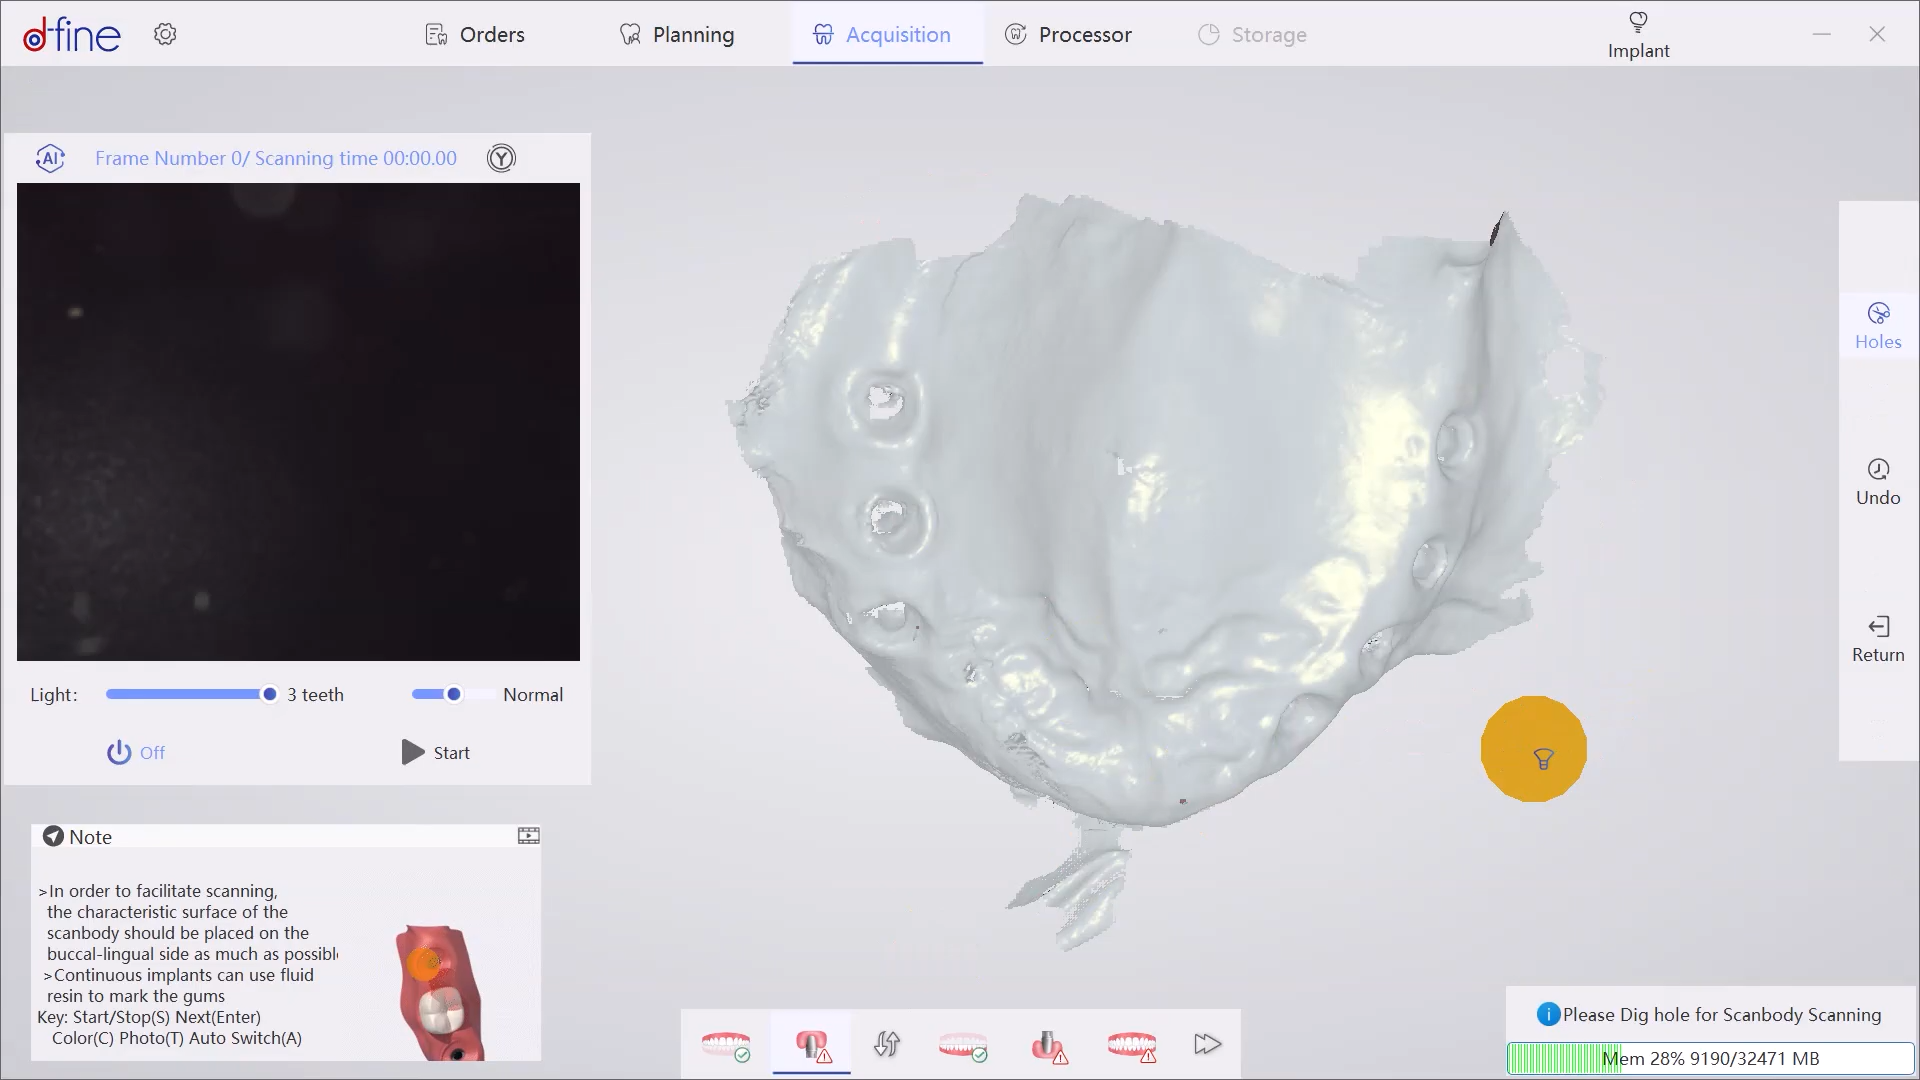 d-fine
Orders
Planning
Acquisition
Processor
Storage
Implant
AI
Frame Number 0/ Scanning time 00:00.00
Y
Light:
3 teeth
Normal
Off
Start
Note
>In order to facilitate scanning,
the characteristic surface of the
scanbody should be placed on the
buccal-lingual side as much as possible
>Continuous implants can use fluid
resin to mark the gums
Key: Start/Stop(S) Next(Enter)
Color(C) Photo(T) Auto Switch(A)
Holes
Undo
Return
Please Dig hole for Scanbody Scanning
Mem 28% 9190/32471 MB